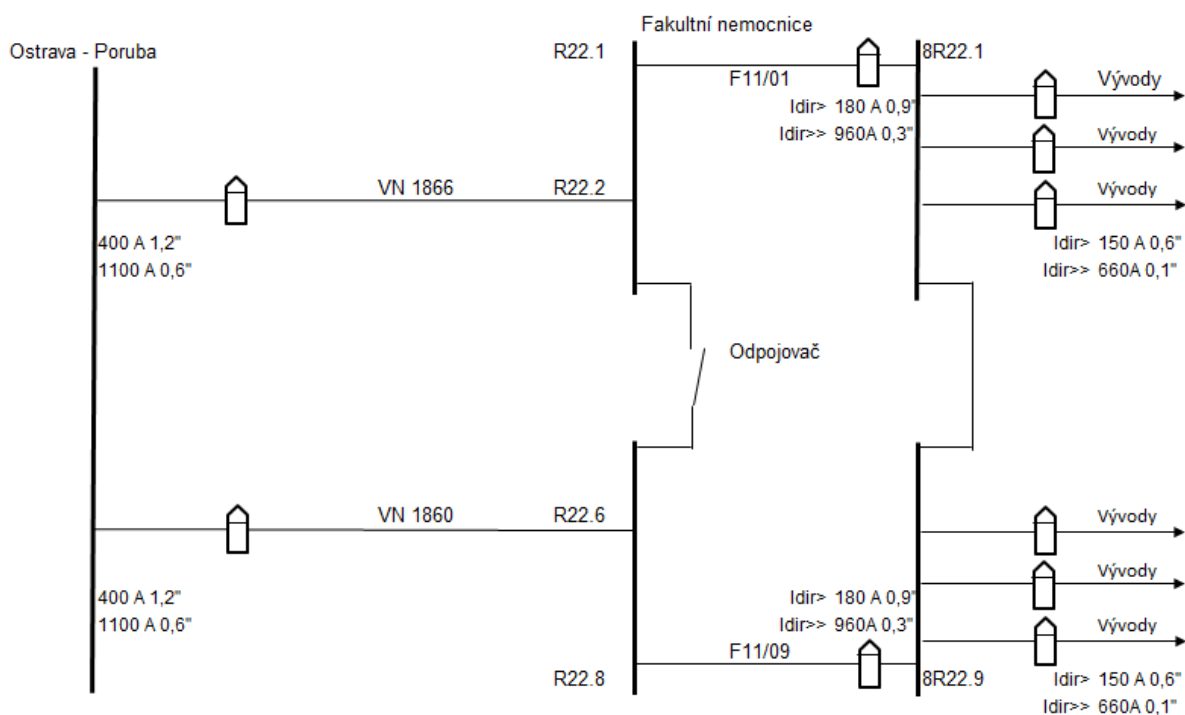 Fakultní nemocnice
Ostrava - Poruba
R22.1
8R22.1
F11/01
Vývody
Idir> 180 A 0,9"
Idir>> 960A 0,3"
Vývody
VN 1866
R22.2
Vývody
400 A 1,2"
1100 A 0,6"
Idir> 150 A 0,6"
Idir>> 660A 0,1"
Odpojovač
VN 1860
R22.6
Vývody
Vývody
400 A 1,2"
1100 A 0,6"
Idir> 180 A 0,9"
Idir>> 960A 0,3"
Vývody
F11/09
R22.8
8R22.9
Idir> 150 A 0,6"
Idir>> 660A 0,1"